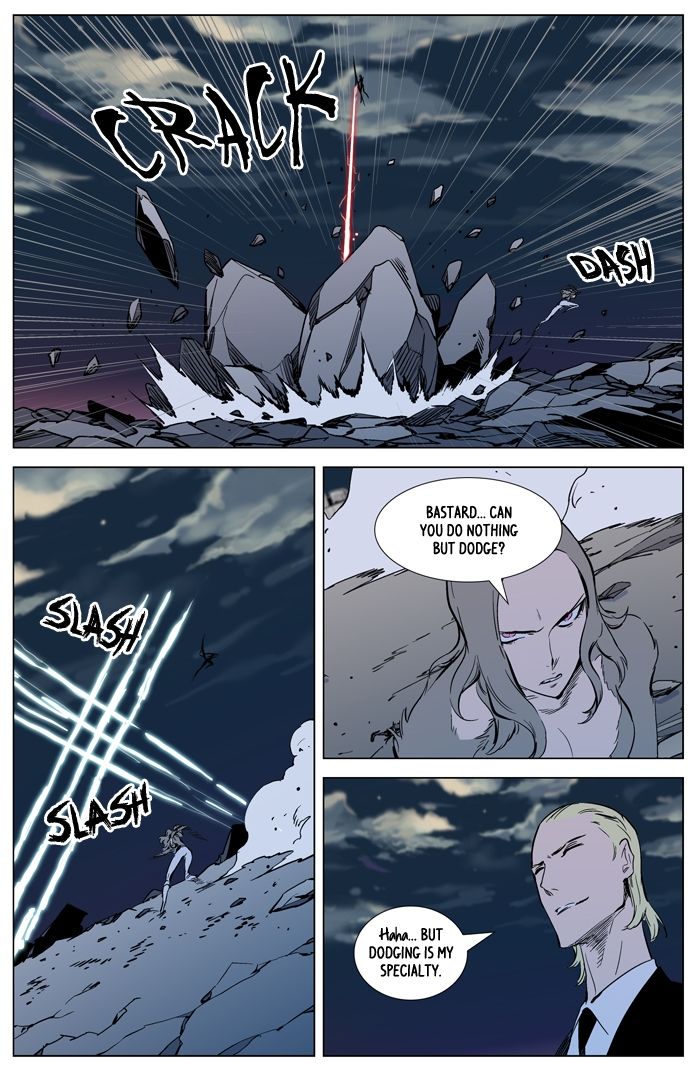 CRACK
DASH
SLASH
SLASH
BASTARD... CAN
YOU DO NOTHING
BUT DODGE?
Haha... BUT
DODGING IS MY
SPECIALTY.